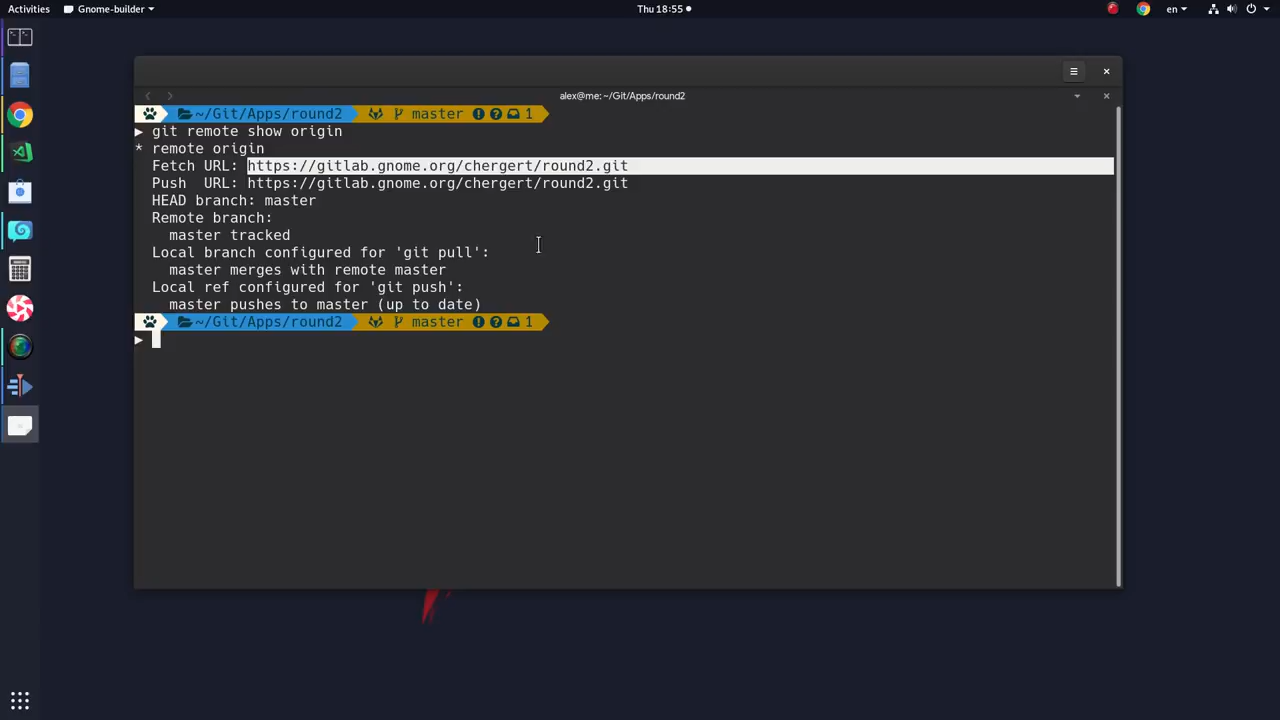 Activities Gnome-builder Thu 18:55 en
alex@me: ~/Git/Apps/round2
~/Git/Apps/round2 master 1
git remote show origin
* remote origin
Fetch URL: https://gitlab.gnome.org/chergert/round2.git
Push  URL: https://gitlab.gnome.org/chergert/round2.git
HEAD branch: master
Remote branch:
master tracked
Local branch configured for 'git pull':
master merges with remote master
Local ref configured for 'git push':
master pushes to master (up to date)
~/Git/Apps/round2 master 1